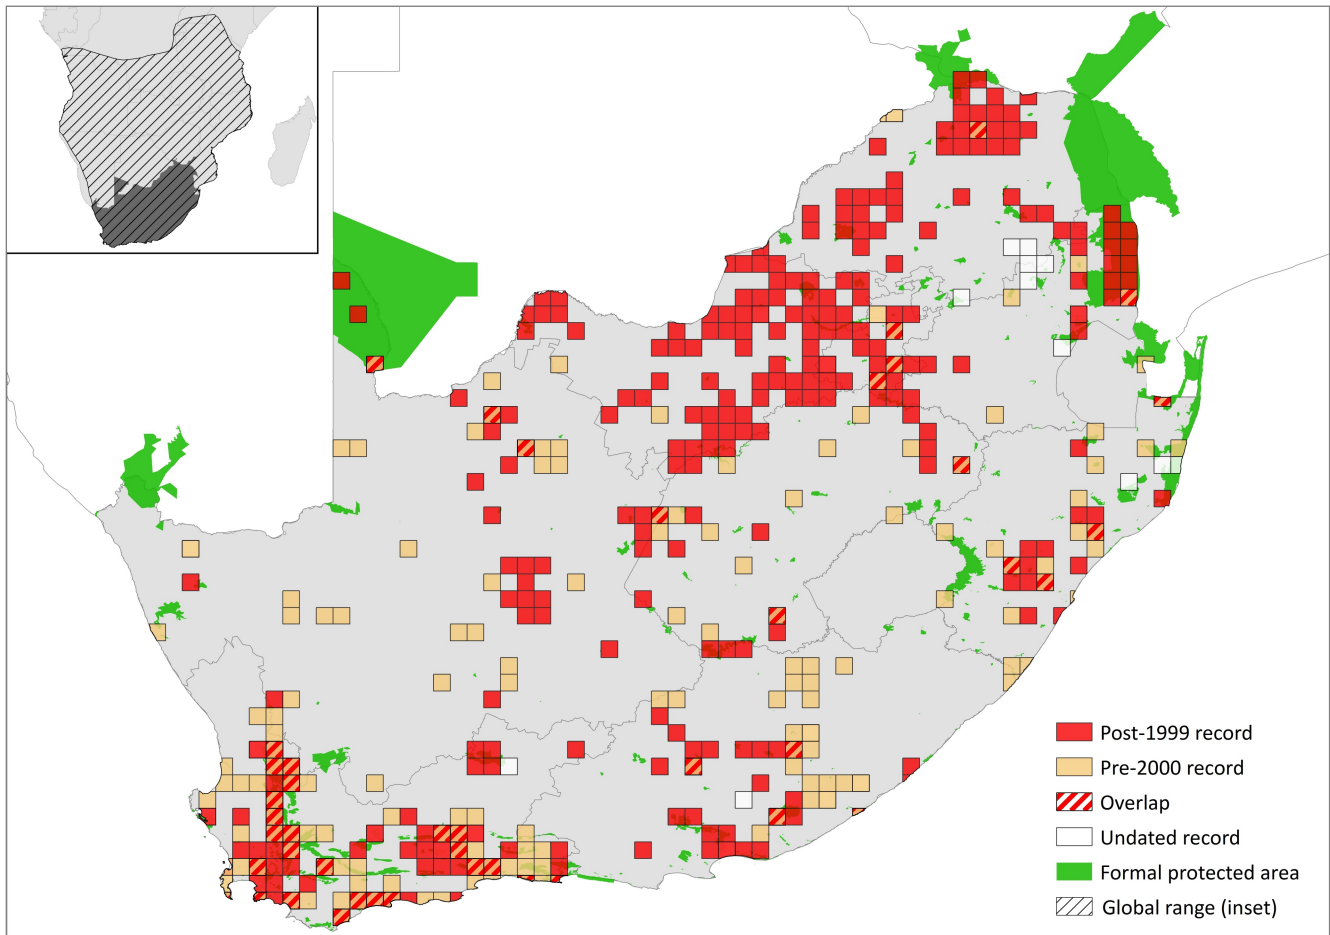 Post-1999 record
Pre-2000 record
Overlap
Undated record
Formal protected area
Global range (inset)